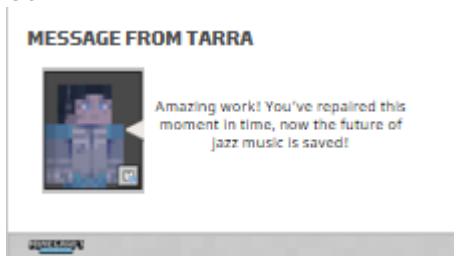 MESSAGE FROM TARRA
Amazing work! You've repaired this
moment in time, now the future of
jazz music is saved!
MINECRAFT